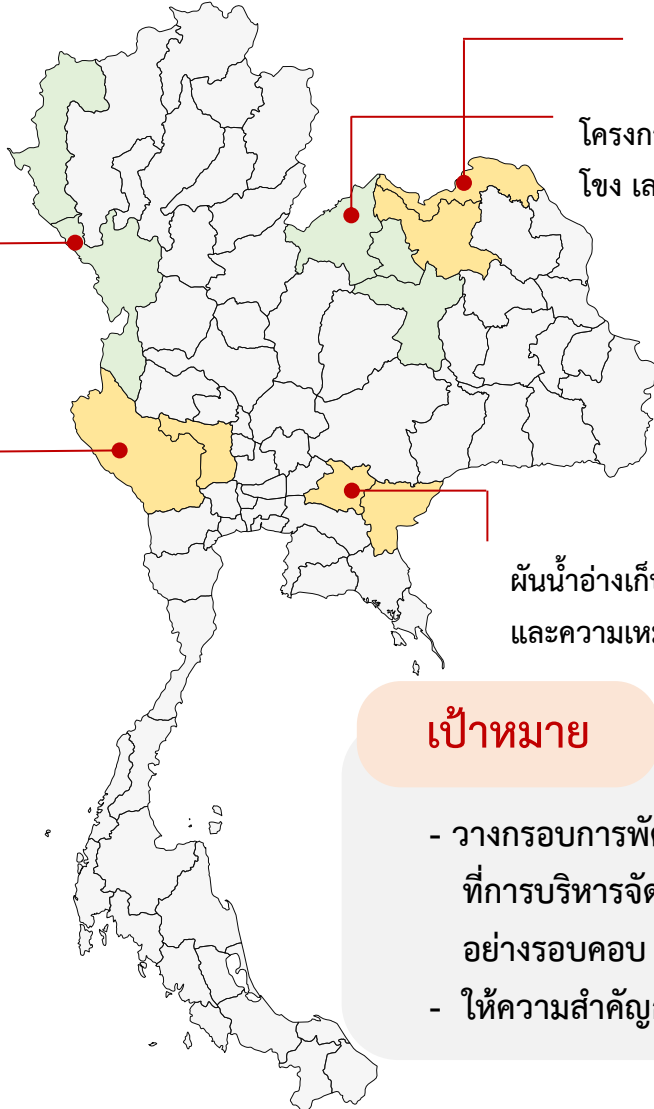 โครงกา
โขง เล
ผันน้ำอ่างเก็บ
และความเหม
เป้าหมาย
- วางกรอบการพัต
ที่การบริหารจัด
อย่างรอบคอบ
- ให้ความสำคัญ